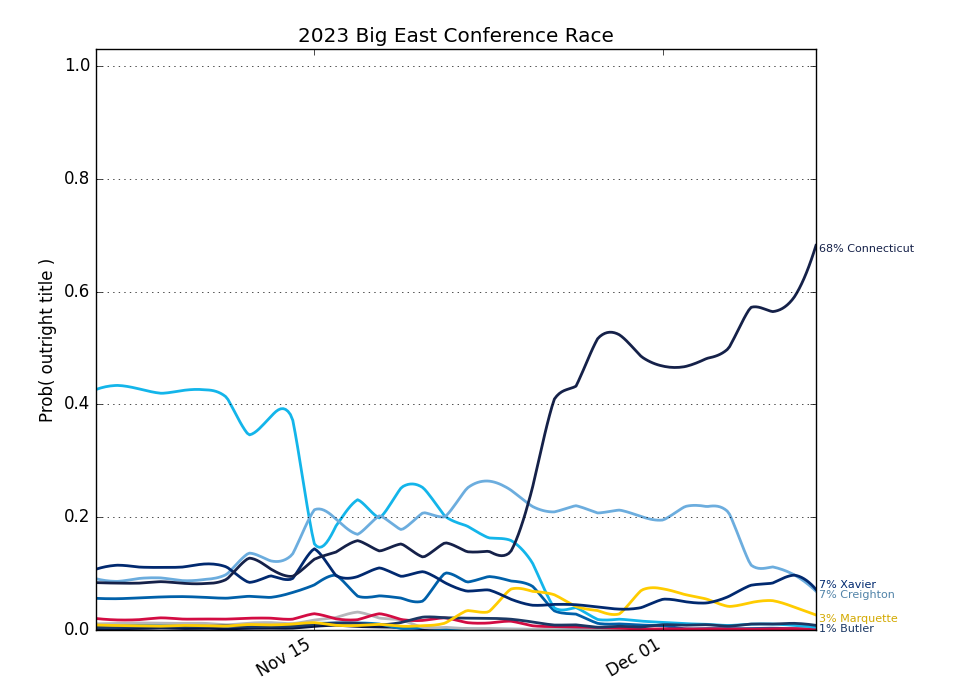 2023 Big East Conference Race
1.0
0.8
0.6
0.4
0.2
0.0
Prob( outright title )
68% Connecticut
7% Xavier
7% Creighton
3% Marquette
1% Butler
Nov 15
Dec 01